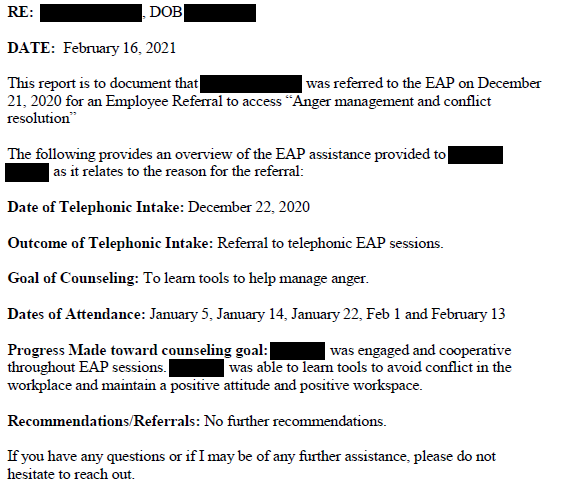 RE: , DOB
DATE: February 16, 2021
This report is to document that was referred to the EAP on December
21, 2020 for an Employee Referral to access “Anger management and conflict
resolution”
The following provides an overview of the EAP assistance provided to
as it relates to the reason for the referral:
Date of Telephonic Intake: December 22, 2020
Outcome of Telephonic Intake: Referral to telephonic EAP sessions.
Goal of Counseling: To learn tools to help manage anger.
Dates of Attendance: January 5, January 14, January 22, Feb 1 and February 13
Progress Made toward counseling goal: was engaged and cooperative
throughout EAP sessions. was able to learn tools to avoid conflict in the
workplace and maintain a positive attitude and positive workspace.
Recommendations/Referrals: No further recommendations.
If you have any questions or if I may be of any further assistance, please do not
hesitate to reach out.